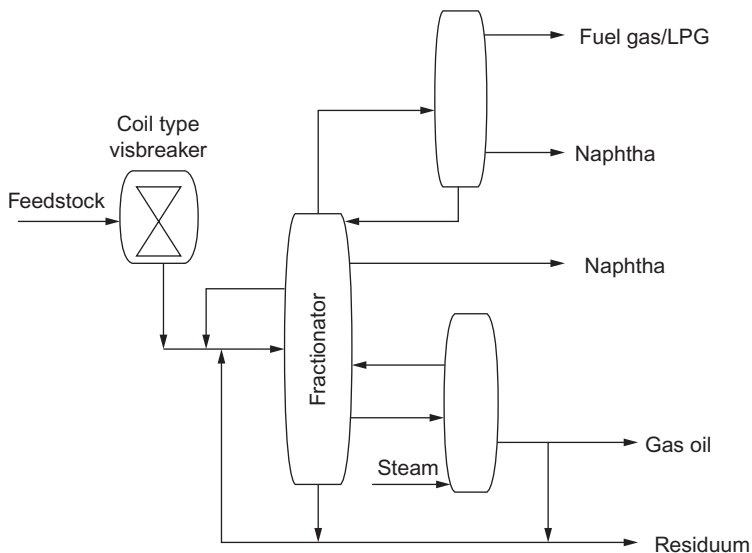 Fuel gas/LPG
Coil type
visbreaker
Naphtha
Feedstock
Naphtha
Fractionator
Gas oil
Steam
Residuum